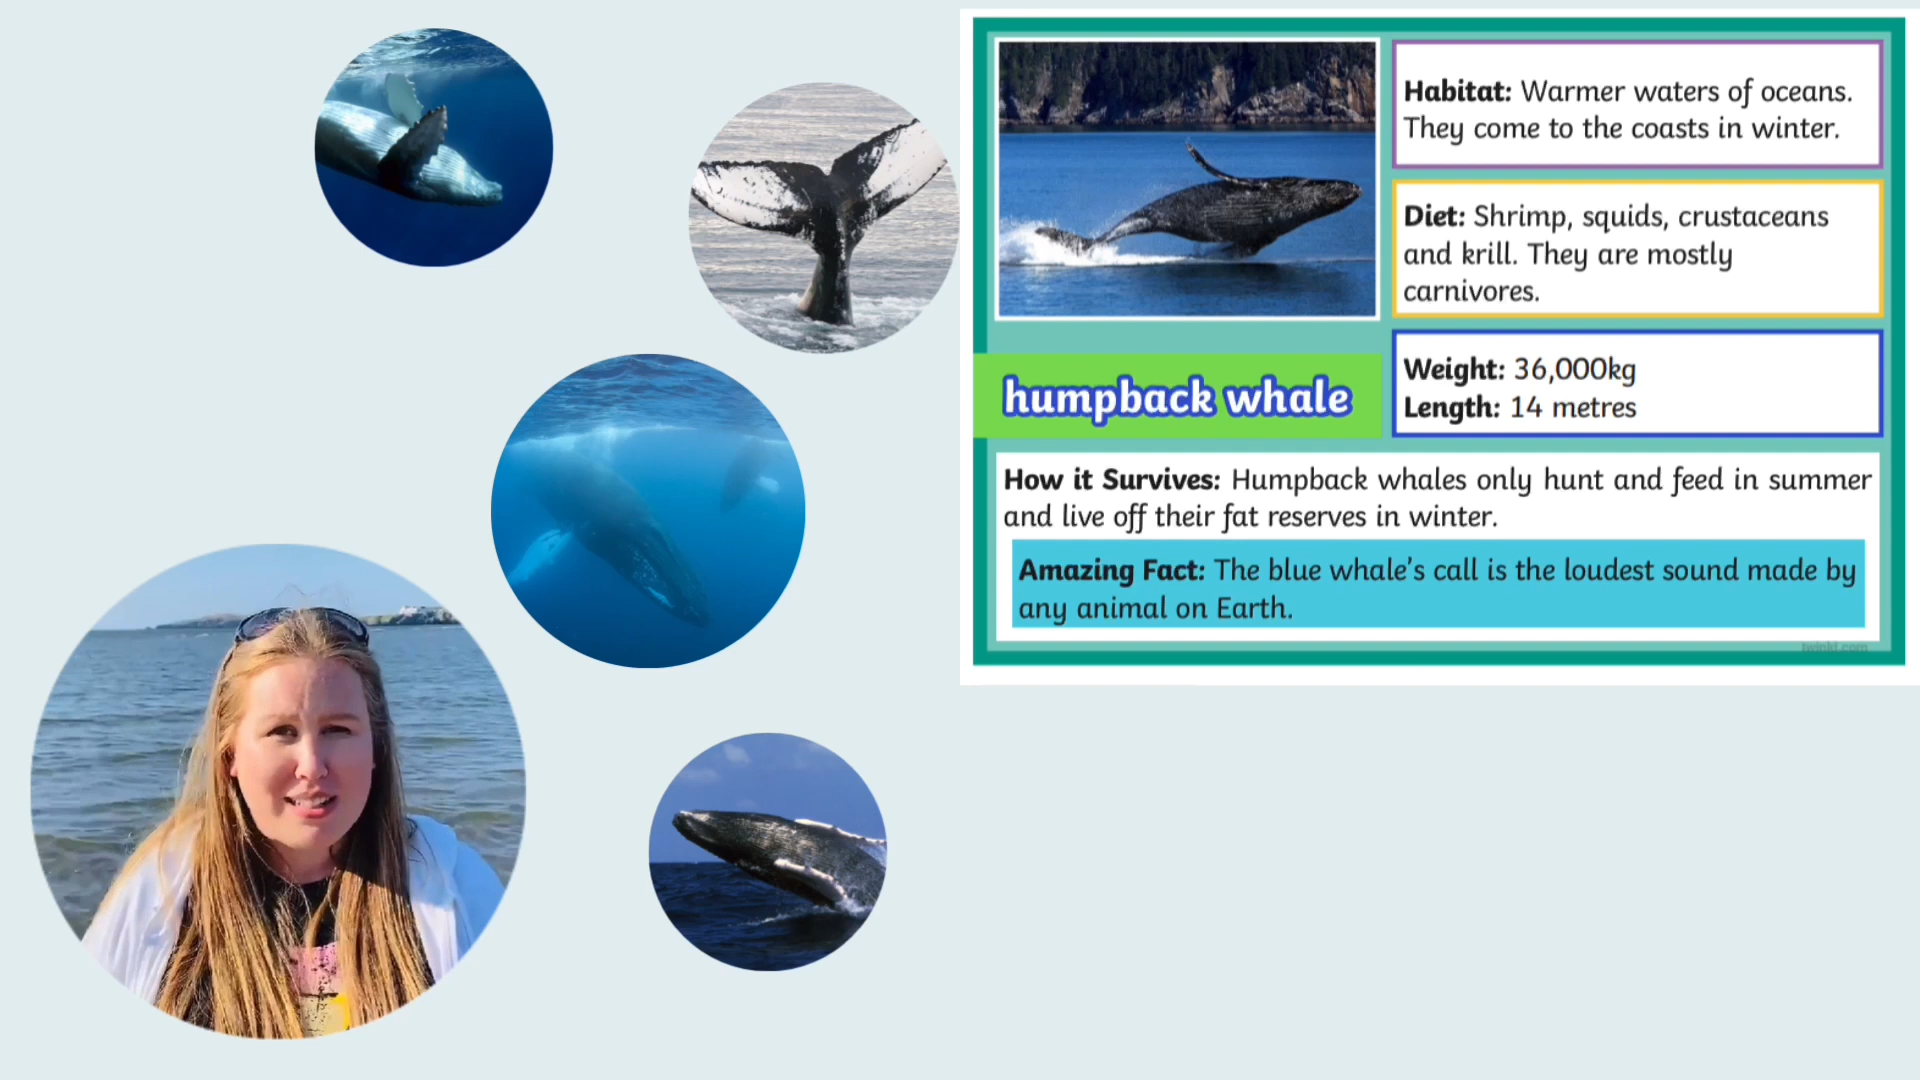 Habitat: Warmer waters of oceans.
They come to the coasts in winter.
Diet: Shrimp, squids, crustaceans
and krill. They are mostly
carnivores.
humpback whale
Weight: 36,000kg
Length: 14 metres
How it Survives: Humpback whales only hunt and feed in summer
and live off their fat reserves in winter.
Amazing Fact: The blue whale's call is the loudest sound made by
any animal on Earth.
twinkl.com